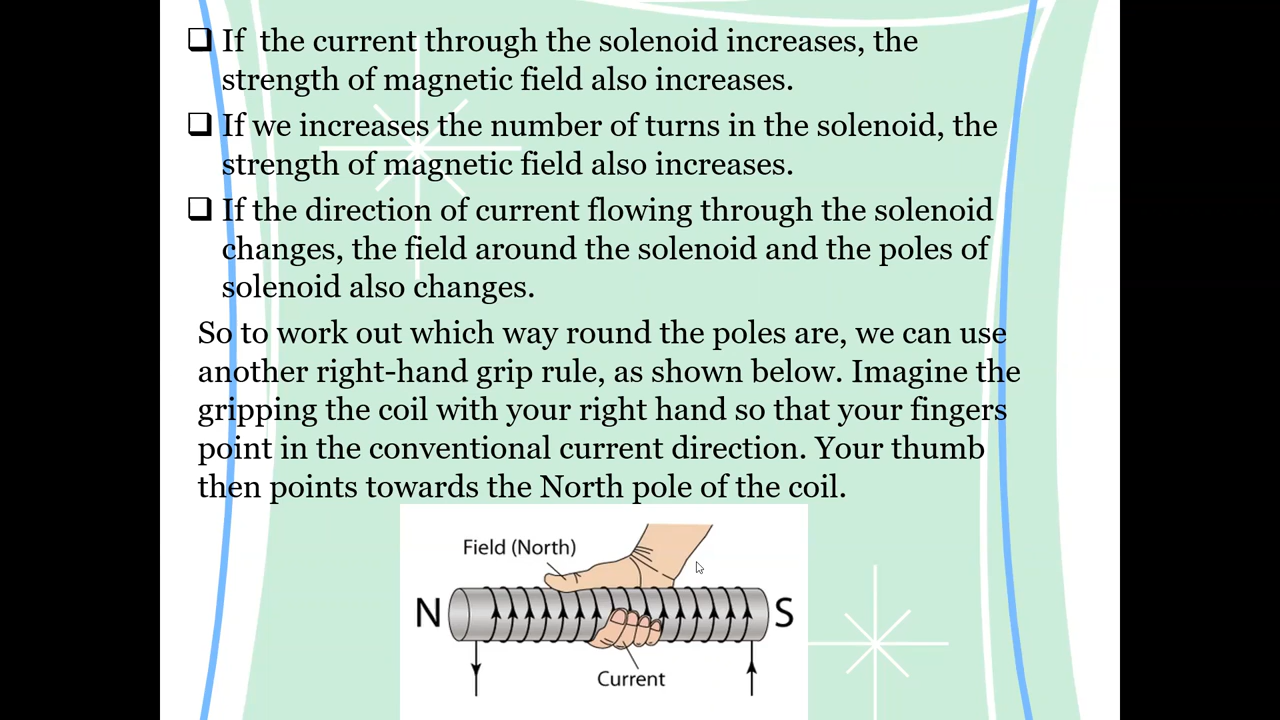 If the current through the solenoid increases, the
strength of magnetic field also increases.
If we increases the number of turns in the solenoid, the
strength of magnetic field also increases.
If the direction of current flowing through the solenoid
changes, the field around the solenoid and the poles of
solenoid also changes.
So to work out which way round the poles are, we can use
another right-hand grip rule, as shown below. Imagine the
gripping the coil with your right hand so that your fingers
point in the conventional current direction. Your thumb
then points towards the North pole of the coil.
Field (North)
N
S
Current